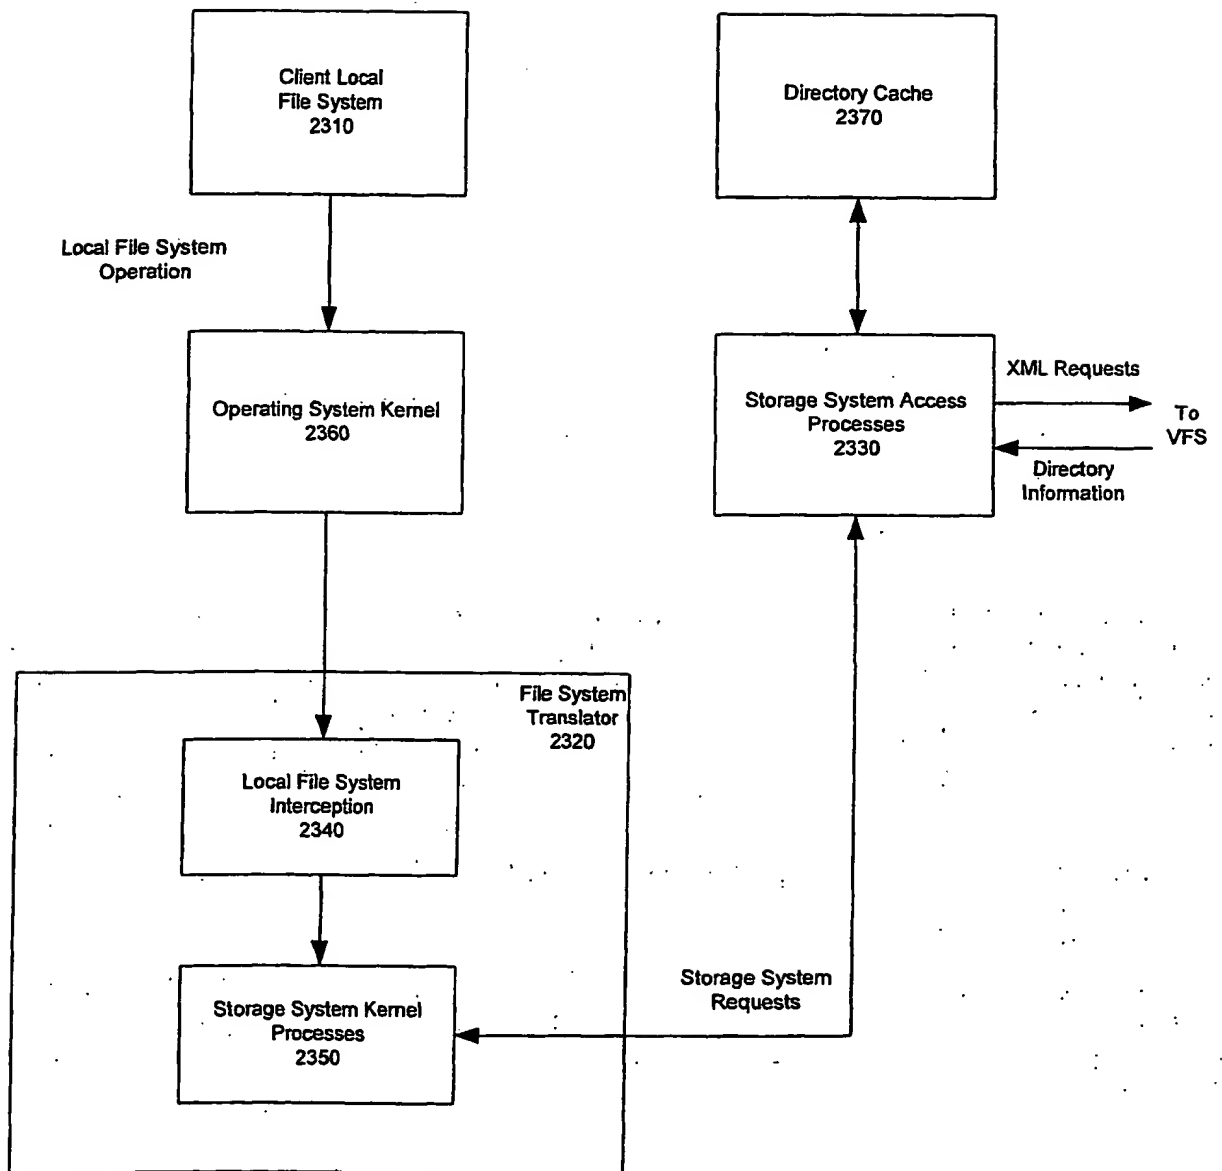 Client Local
File System
2310
Directory Cache
2370
Local File System
Operation
Operating System Kernel
2360
Storage System Access
Processes
2330
XML Requests
To
VFS
Directory
Information
File System
Translator
2320
Local File System
Interception
2340
Storage System Kernel
Processes
2350
Storage System
Requests